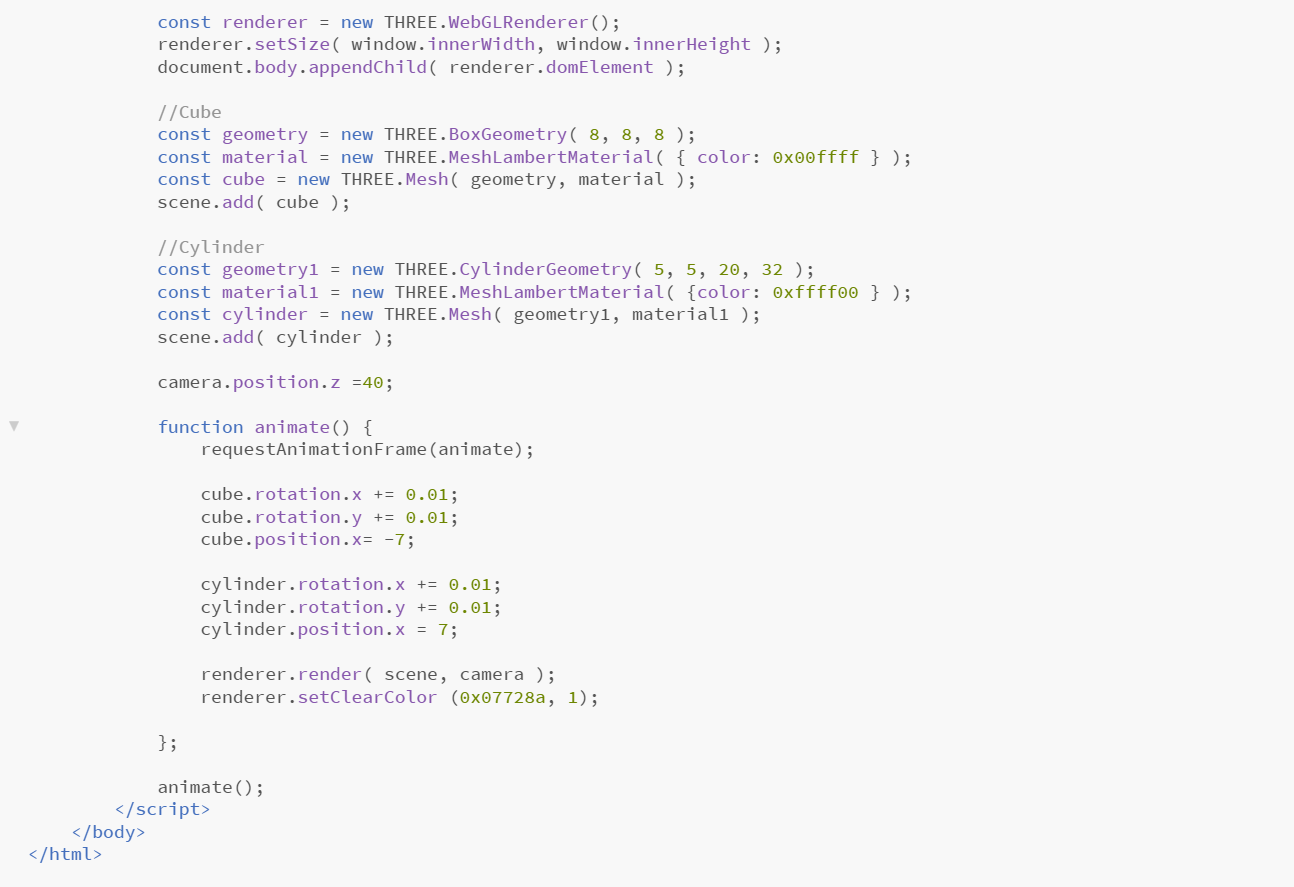 const renderer = new THREE.WebGLRenderer();
renderer.setSize( window.innerWidth, window.innerHeight );
document.body.appendChild( renderer.domElement );
//Cube
const geometry = new THREE.BoxGeometry( 8, 8, 8 );
const material = new THREE.MeshLambertMaterial( { color: 0x00ffff } );
const cube = new THREE.Mesh( geometry, material );
scene.add( cube );
//Cylinder
const geometry1 = new THREE.CylinderGeometry( 5, 5, 20, 32 );
const material1 = new THREE.MeshLambertMaterial( {color: 0xffff00 } );
const cylinder = new THREE.Mesh( geometry1, material1 );
scene.add( cylinder );
camera.position.z =40;
function animate() {
requestAnimationFrame(animate);
cube.rotation.x += 0.01;
cube.rotation.y += 0.01;
cube.position.x= -7;
cylinder.rotation.x += 0.01;
cylinder.rotation.y += 0.01;
cylinder.position.x = 7;
renderer.render( scene, camera );
renderer.setClearColor (0x07728a, 1);
};
animate();
</script>
</body>
</html>